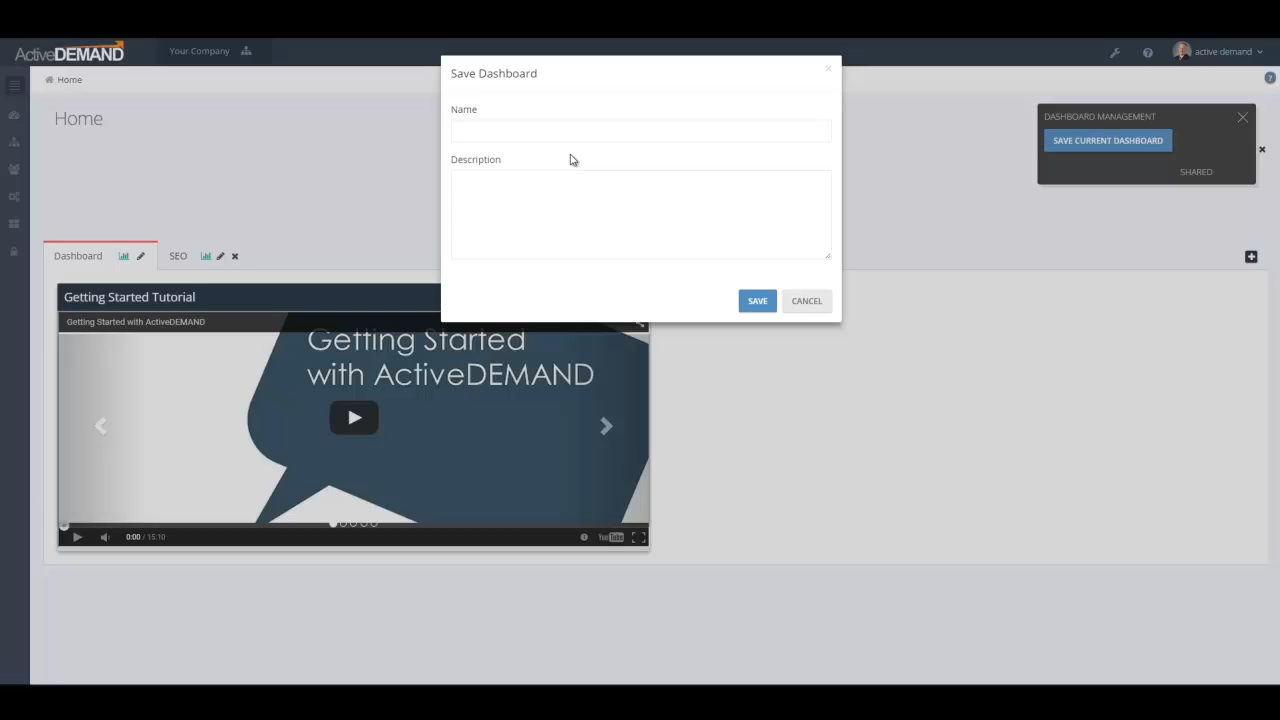 ActiveDEMAND
Your Company
active demand
Home
Home
Save Dashboard
Name
Description
SAVE
CANCEL
DASHBOARD MANAGEMENT
SAVE CURRENT DASHBOARD
SHARED
Dashboard
SEO
Getting Started Tutorial
Getting Started with ActiveDEMAND
Getting Started
with ActiveDEMAND
0:00 / 15:10
YouTube